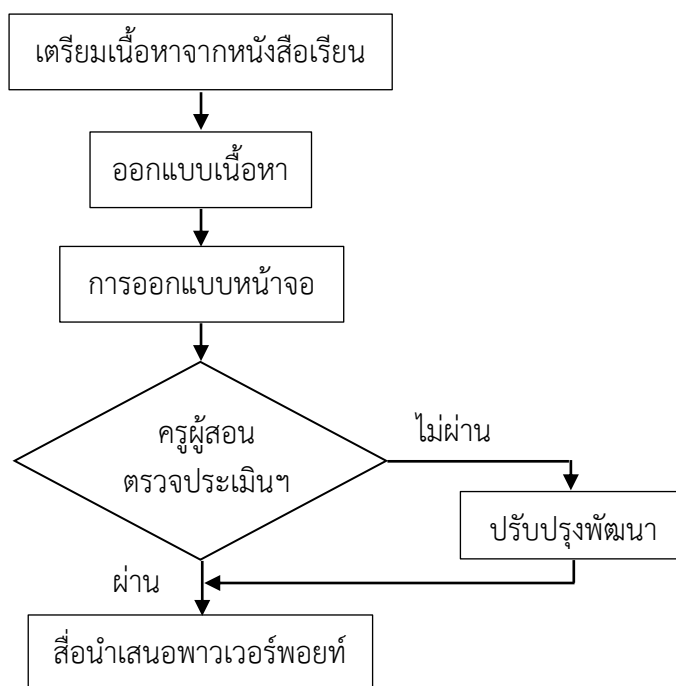 เตรียมเนื้อหาจากหนังสือเรียน
ออกแบบเนื้อหา
การออกแบบหน้าจอ
ครูผู้สอน
ตรวจประเมินฯ
ไม่ผ่าน
ปรับปรุงพัฒนา
ผ่าน
สื่อนำเสนอพาวเวอร์พอยท์